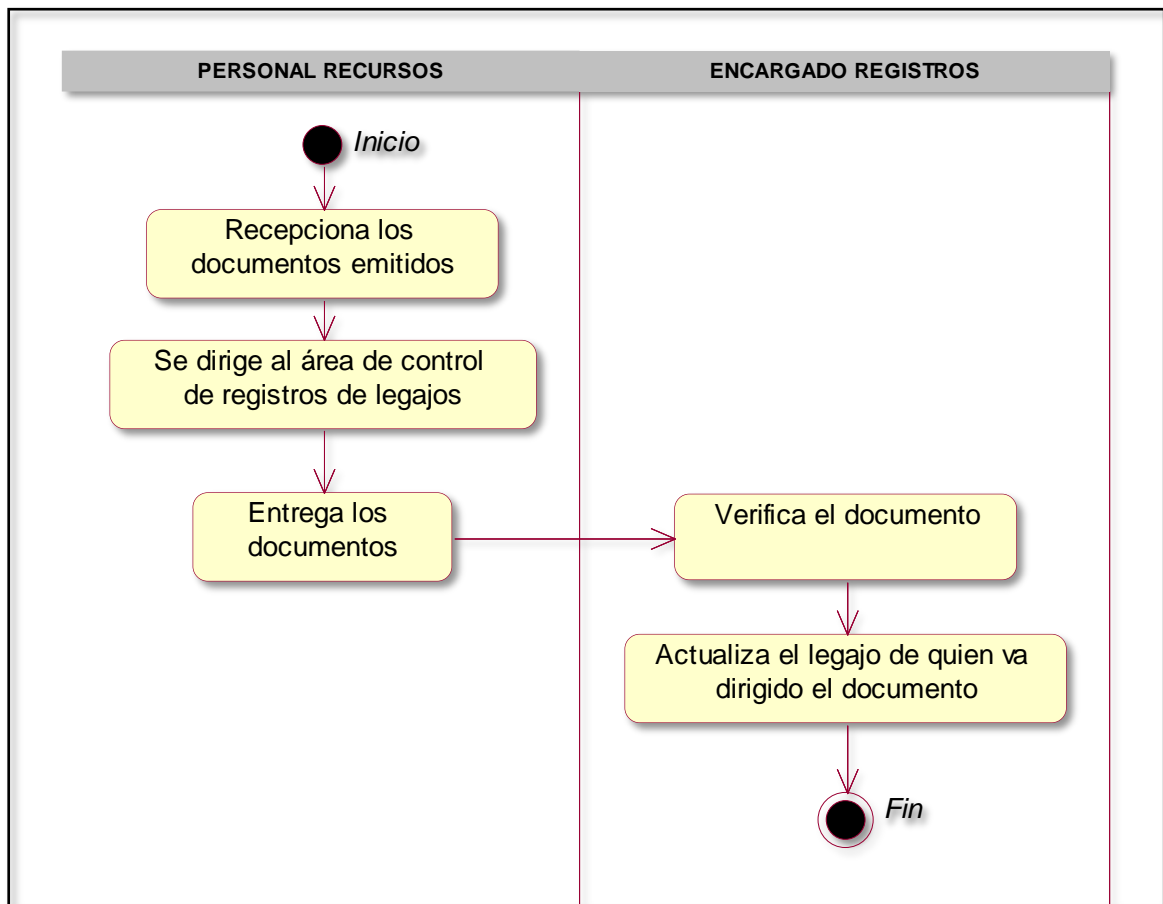 PERSONAL RECURSOS
ENCARGADO REGISTROS
Inicio
Recepciona los
documentos emitidos
Se dirige al área de control
de registros de legajos
Entrega los
documentos
Verifica el documento
Actualiza el legajo de quien va
dirigido el documento
Fin